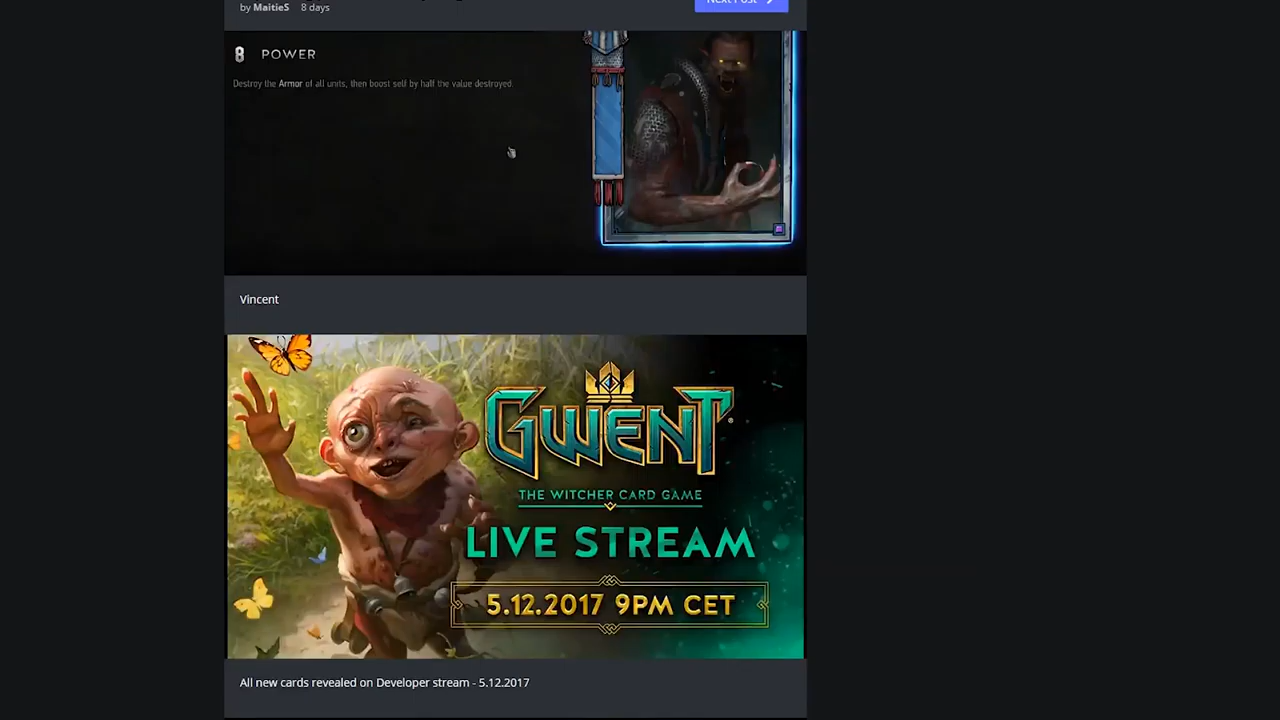 by MaitieS 8 days
Next Post
8 POWER
Destroy the Armor of all units, then boost self by half the value destroyed.
Vincent
GWENT
THE WITCHER CARD GAME
LIVE STREAM
5.12.2017 9PM CET
All new cards revealed on Developer stream - 5.12.2017